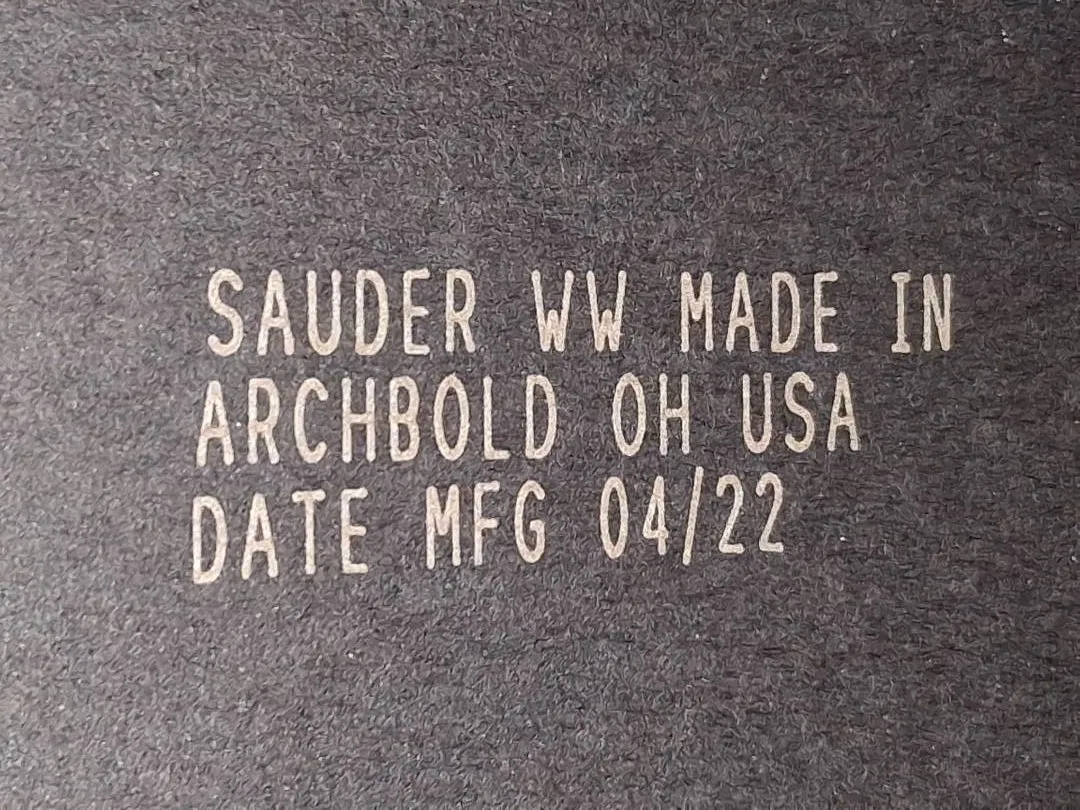 SAUDER WW MADE IN
ARCHBOLD OH USA
DATE MFG 04/22